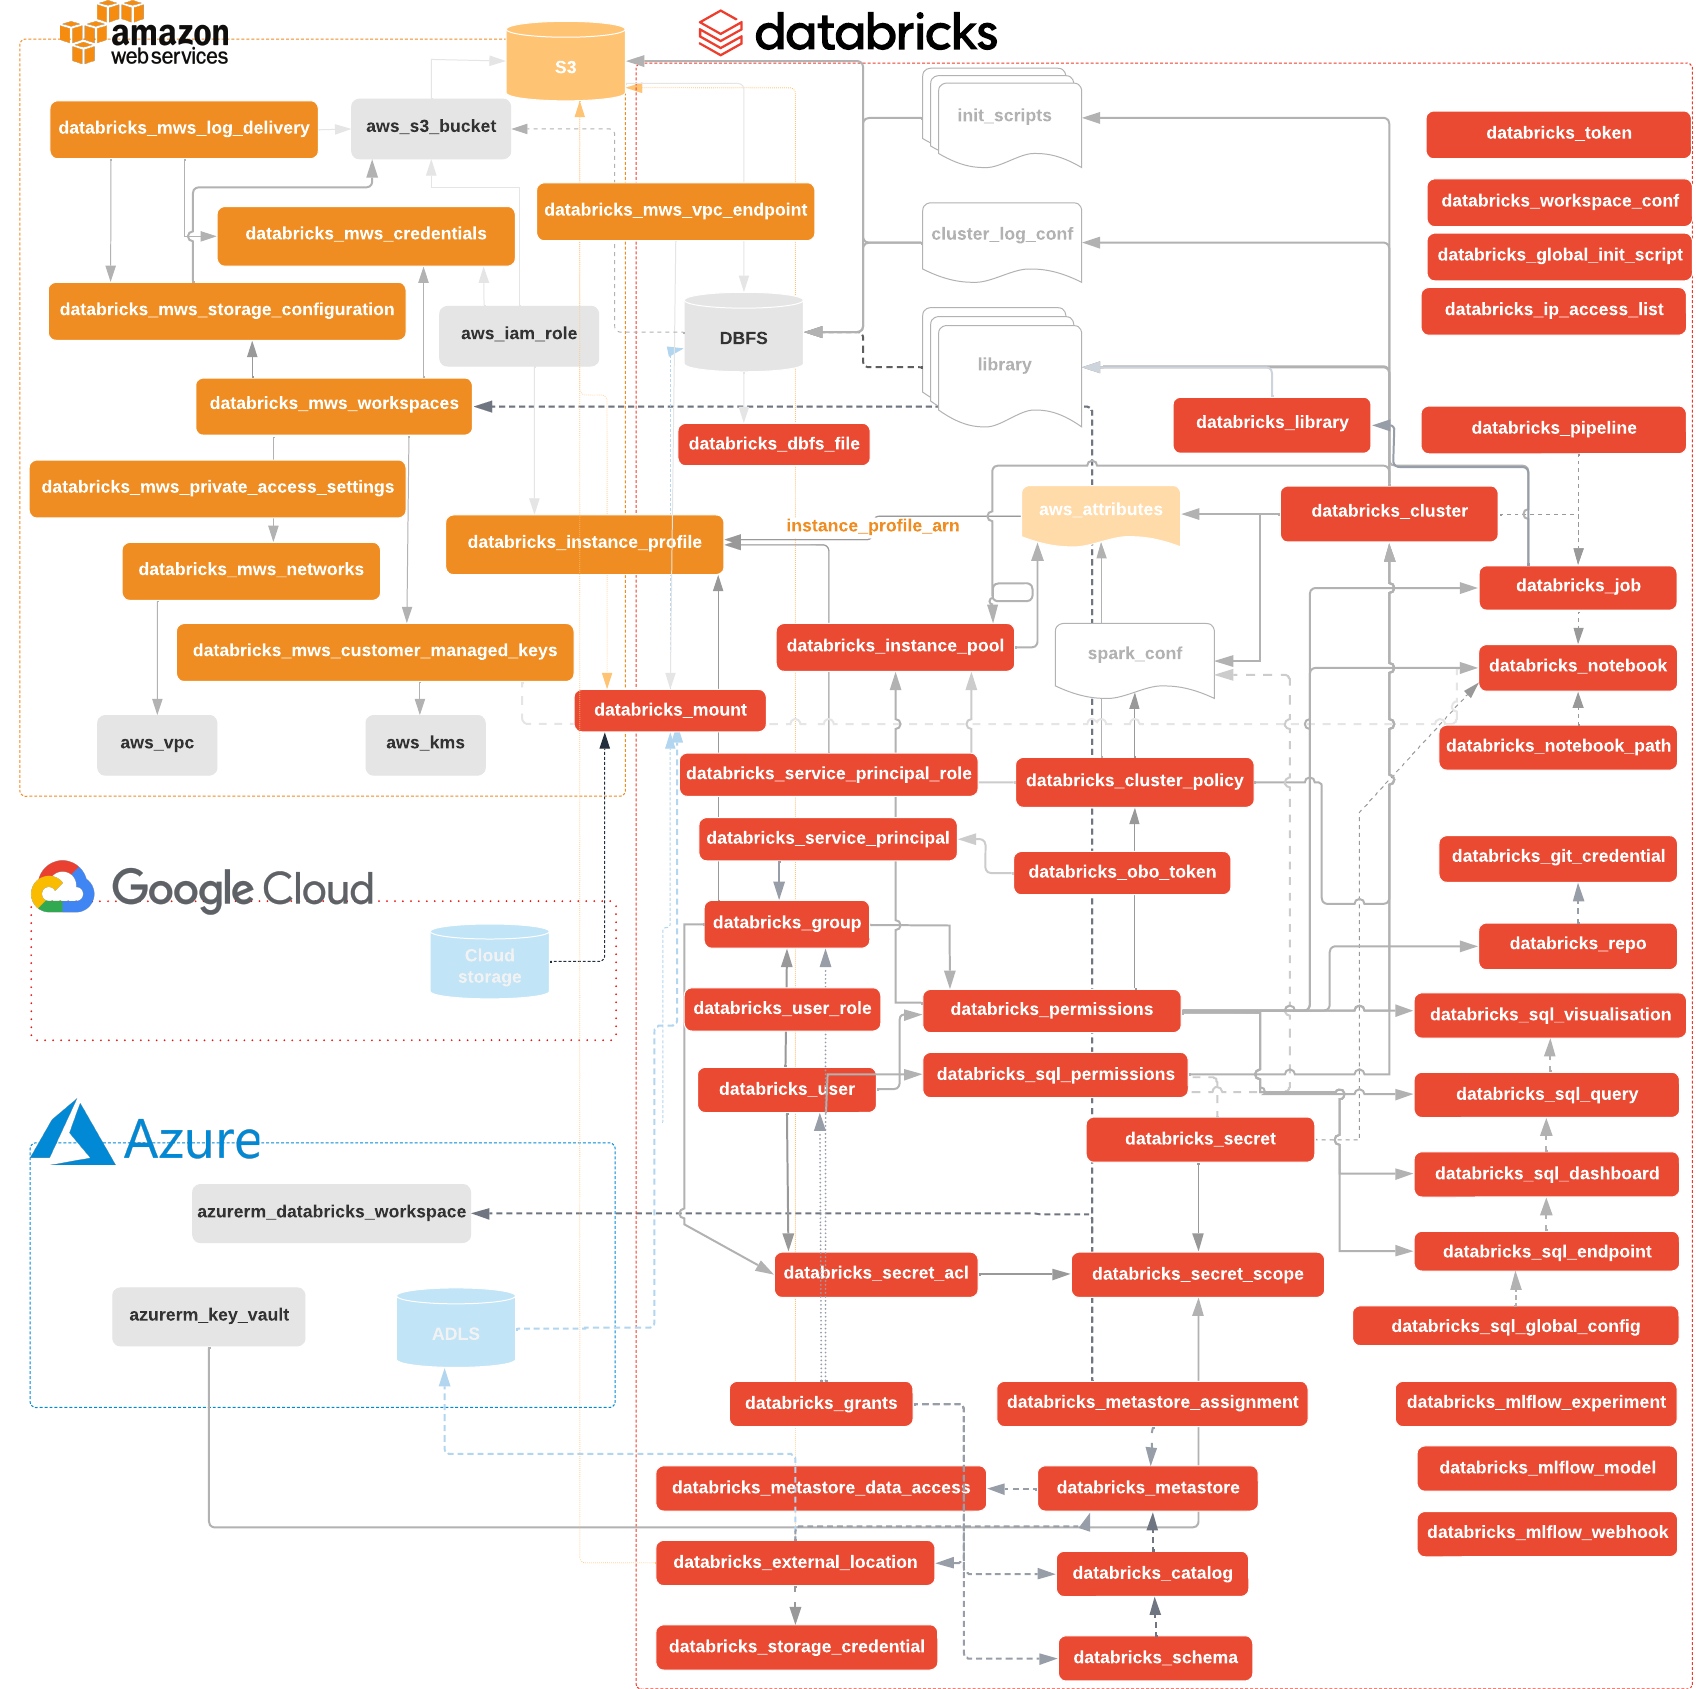 amazon
web services
databricks
S3
databricks_mws_log_delivery
aws_s3_bucket
init_scripts
databricks_token
databricks_workspace_conf
databricks_mws_vpc_endpoint
databricks_mws_credentials
cluster_log_conf
databricks_global_init_script
databricks_mws_storage_configuration
databricks_ip_access_list
aws_iam_role
DBFS
library
databricks_mws_workspaces
databricks_library
databricks_pipeline
databricks_dbfs_file
databricks_mws_private_access_settings
aws_attributes
databricks_cluster
instance_profile_arn
databricks_instance_profile
databricks_mws_networks
databricks_job
databricks_mws_customer_managed_keys
databricks_instance_pool
spark_conf
databricks_notebook
databricks_mount
aws_vpc
aws_kms
databricks_notebook_path
databricks_service_principal_role
databricks_cluster_policy
databricks_service_principal
databricks_git_credential
databricks_obo_token
Google Cloud
databricks_group
databricks_repo
Cloud
storage
databricks_user_role
databricks_permissions
databricks_sql_visualisation
databricks_user
databricks_sql_permissions
databricks_sql_query
Azure
databricks_secret
databricks_sql_dashboard
azurerm_databricks_workspace
databricks_sql_endpoint
databricks_secret_acl
databricks_secret_scope
azurerm_key_vault
ADLS
databricks_sql_global_config
databricks_grants
databricks_metastore_assignment
databricks_mlflow_experiment
databricks_mlflow_model
databricks_metastore_data_access
databricks_metastore
databricks_mlflow_webhook
databricks_external_location
databricks_catalog
databricks_storage_credential
databricks_schema